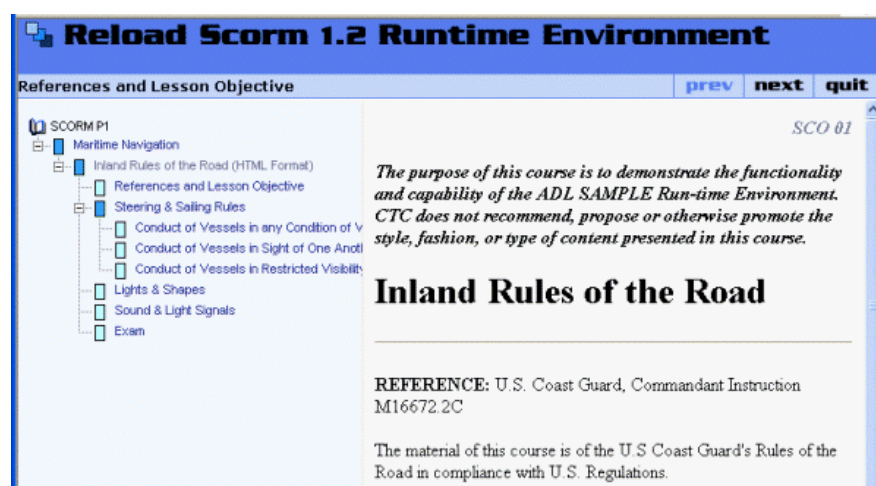 Reload Scorm 1.2 Runtime Environment
References and Lesson Objective
prev next quit
SCORM P1
Maritime Navigation
Inland Rules of the Road (HTML Format)
References and Lesson Objective
Steering & Sailing Rules
Conduct of Vessels in any Condition of V
Conduct of Vessels in Sight of One Anot
Conduct of Vessels in Restricted Visibility
Lights & Shapes
Sound & Light Signals
Exam
SCO 01
The purpose of this course is to demonstrate the functionality
and capability of the ADL SAMPLE Run-time Environment.
CTC does not recommend, propose or otherwise promote the
style, fashion, or type of content presented in this course.
Inland Rules of the Road
REFERENCE: U.S. Coast Guard, Commandant Instruction
M16672.2C
The material of this course is of the U.S Coast Guard's Rules of the
Road in compliance with U.S. Regulations.